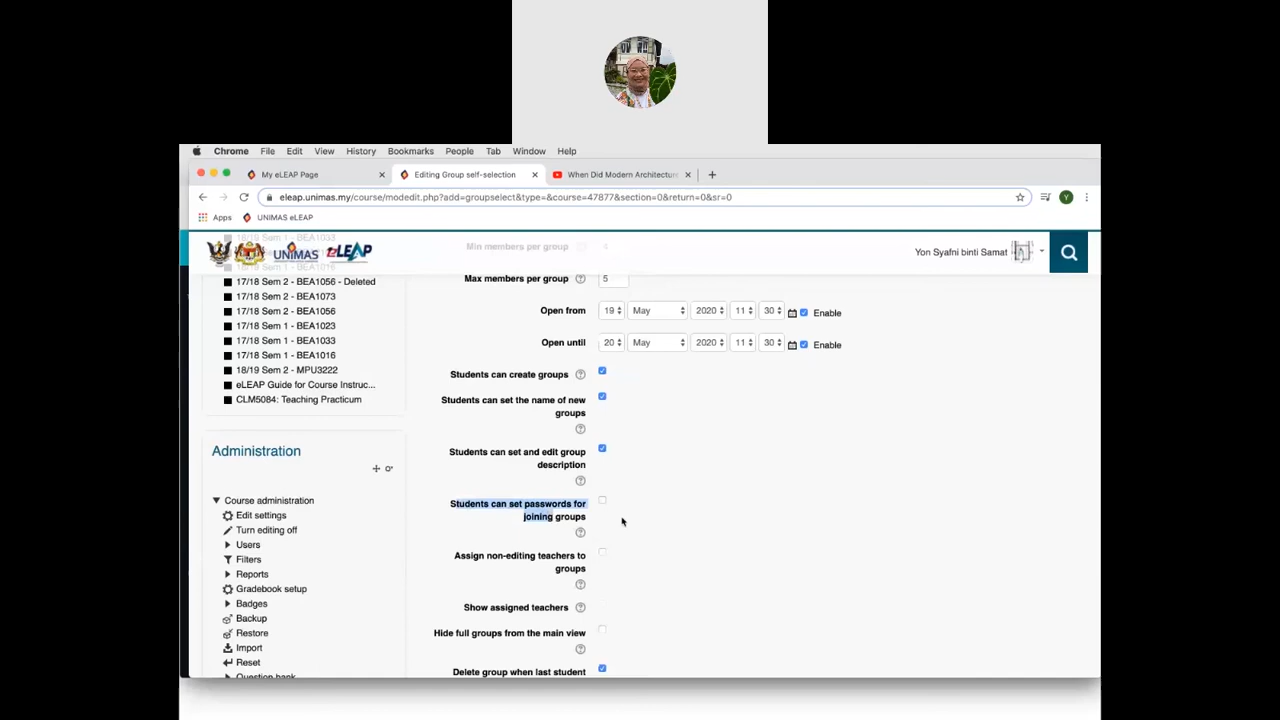 Chrome File Edit View History Bookmarks People Tab Window Help
My eLEAP Page
Editing Group self-selection
When Did Modern Architecture
eleap.unimas.my/course/modedit.php?add=groupselect&type=&course=47877&section=0&return=0&sr=0
Y
Apps
UNIMAS eLEAP
18/19 Sem 1 - BEA1033
UNIMAS
eLEAP
Yon Syafni binti Samat
17/18 Sem 2 - BEA1056 - Deleted
17/18 Sem 2 - BEA1073
17/18 Sem 2 - BEA1056
17/18 Sem 1 - BEA1023
17/18 Sem 1 - BEA1033
17/18 Sem 1 - BEA1016
18/19 Sem 2 - MPU3222
eLEAP Guide for Course Instruc...
CLM5084: Teaching Practicum
Administration
Course administration
Edit settings
Turn editing off
Users
Filters
Reports
Gradebook setup
Badges
Backup
Restore
Import
Reset
Question bank
Min members per group
Max members per group 5
Open from 19 May 2020 11 30 Enable
Open until 20 May 2020 11 30 Enable
Students can create groups
Students can set the name of new
groups
Students can set and edit group
description
Students can set passwords for
joining groups
Assign non-editing teachers to
groups
Show assigned teachers
Hide full groups from the main view
Delete group when last student